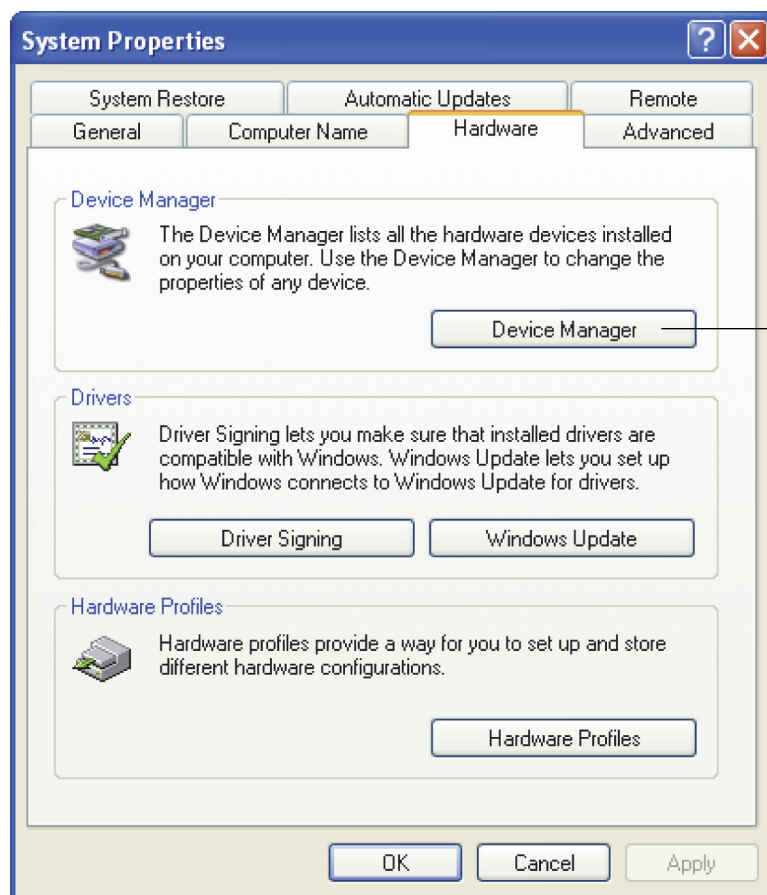 System Properties
System Restore
Automatic Updates
Remote
General
Computer Name
Hardware
Advanced
Device Manager
The Device Manager lists all the hardware devices installed
on your computer. Use the Device Manager to change the
properties of any device.
Device Manager
Drivers
Driver Signing lets you make sure that installed drivers are
compatible with Windows. Windows Update lets you set up
how Windows connects to Windows Update for drivers.
Driver Signing
Windows Update
Hardware Profiles
Hardware profiles provide a way for you to set up and store
different hardware configurations.
Hardware Profiles
OK
Cancel
Apply